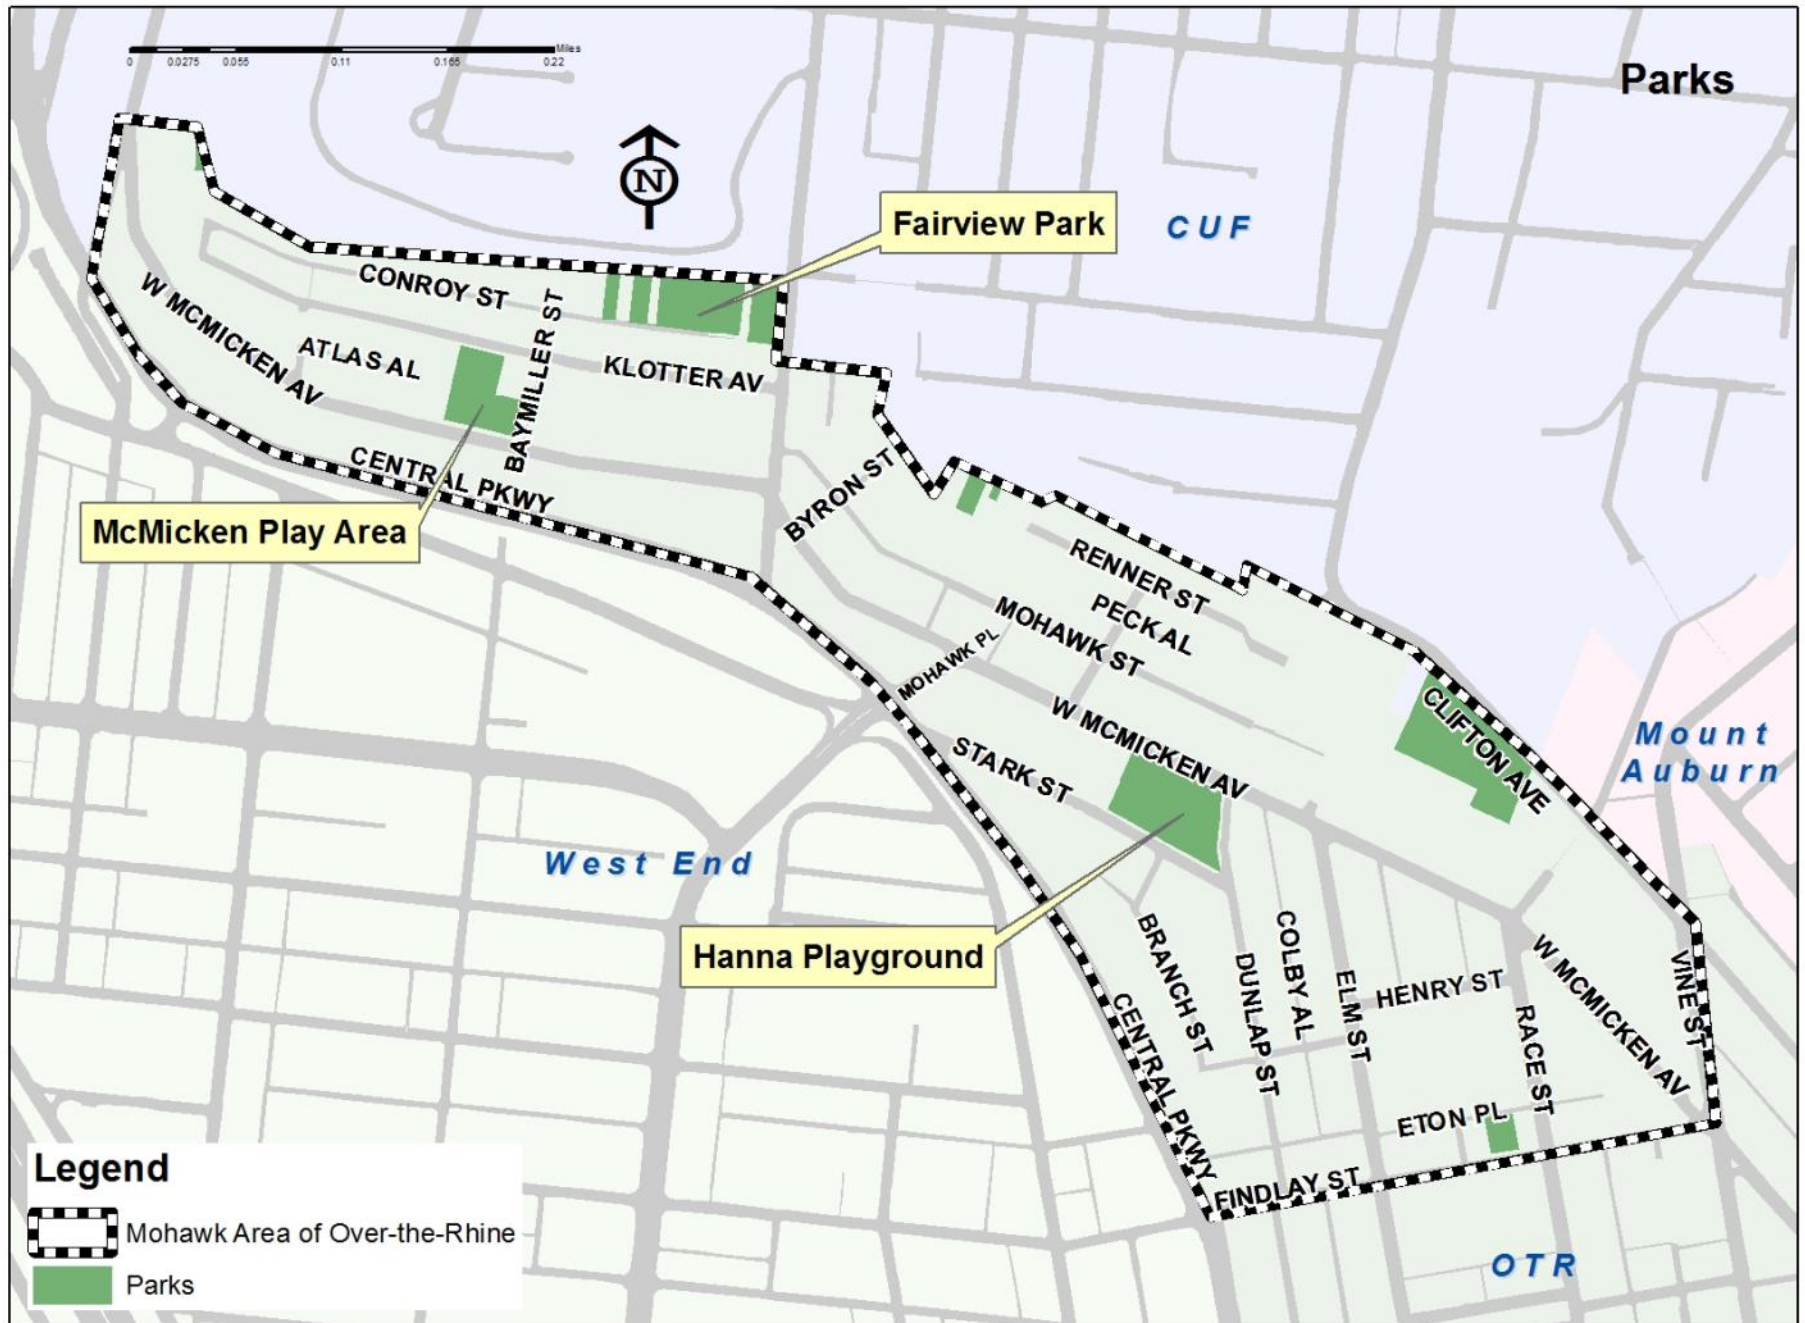 Miles
0 0.0275 0.055 0.11 0.165 0.22
Parks
N
Fairview Park
CUF
CONROY ST
W MCMICKEN AV
ATLAS AL
BAYMILLER ST
KLOTTER AV
CENTRAL PKWY
BYRON ST
McMicken Play Area
RENNER ST
PECK AL
MOHAWK ST
MOHAWK PL
W MCMICKEN AV
CLIFTON AVE
Mount
Auburn
STARK ST
West End
Hanna Playground
BRANCH ST
COLBY AL
DUNLAP ST
ELM ST
HENRY ST
W MCMICKEN AV
VINE ST
RACE ST
CENTRAL PKWY
ETON PL
FINDLAY ST
OTR
Legend
Mohawk Area of Over-the-Rhine
Parks